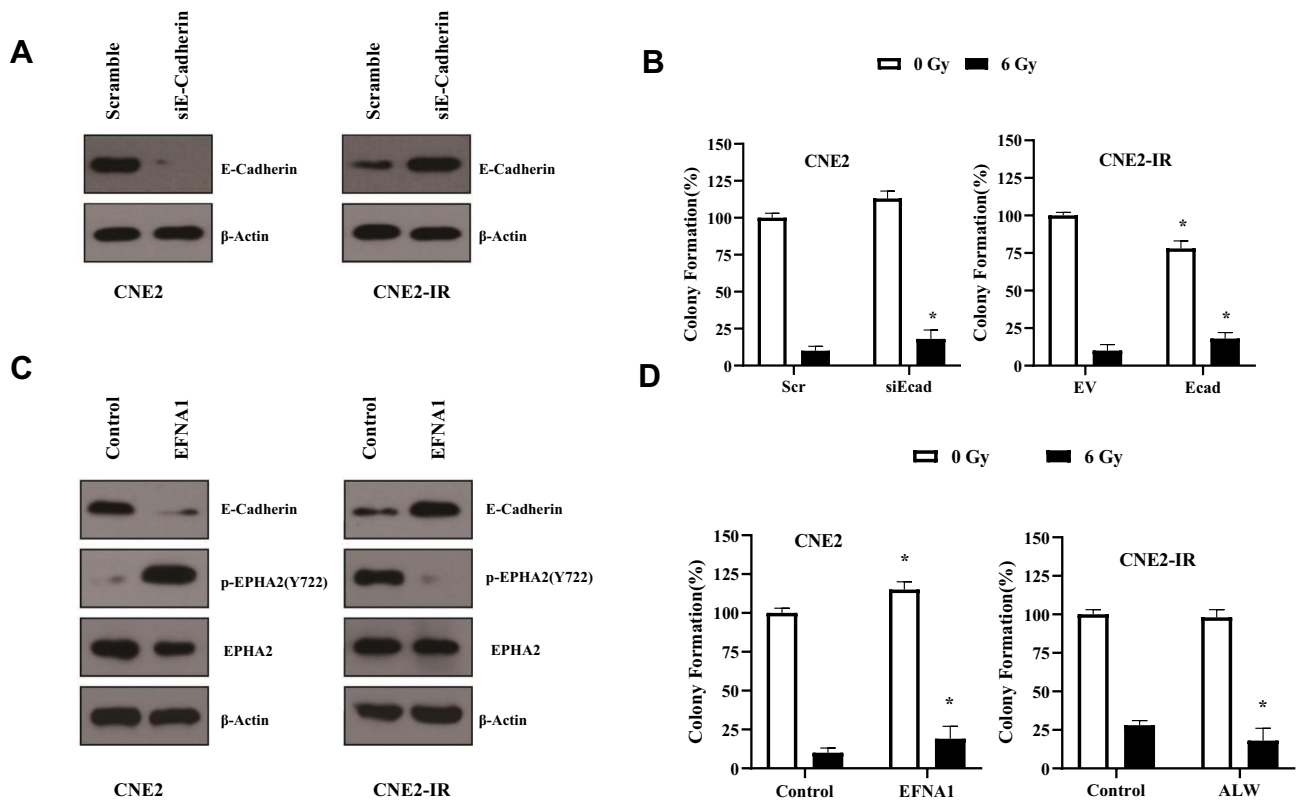 A
Scramble
siE-Cadherin
Scramble
siE-Cadherin
E-Cadherin
E-Cadherin
β-Actin
β-Actin
CNE2
CNE2-IR
B
0 Gy
6 Gy
CNE2
Colony Formation(%)
150
125
100
75
50
25
0
*
Scr
siEcad
CNE2-IR
Colony Formation(%)
150
125
100
75
50
25
0
*
*
EV
Ecad
C
Control
EFNA1
Control
EFNA1
E-Cadherin
E-Cadherin
p-EPHA2(Y722)
p-EPHA2(Y722)
EPHA2
EPHA2
β-Actin
β-Actin
CNE2
CNE2-IR
D
0 Gy
6 Gy
CNE2
Colony Formation(%)
150
125
100
75
50
25
0
*
*
Control
EFNA1
CNE2-IR
Colony Formation(%)
150
125
100
75
50
25
0
*
Control
ALW